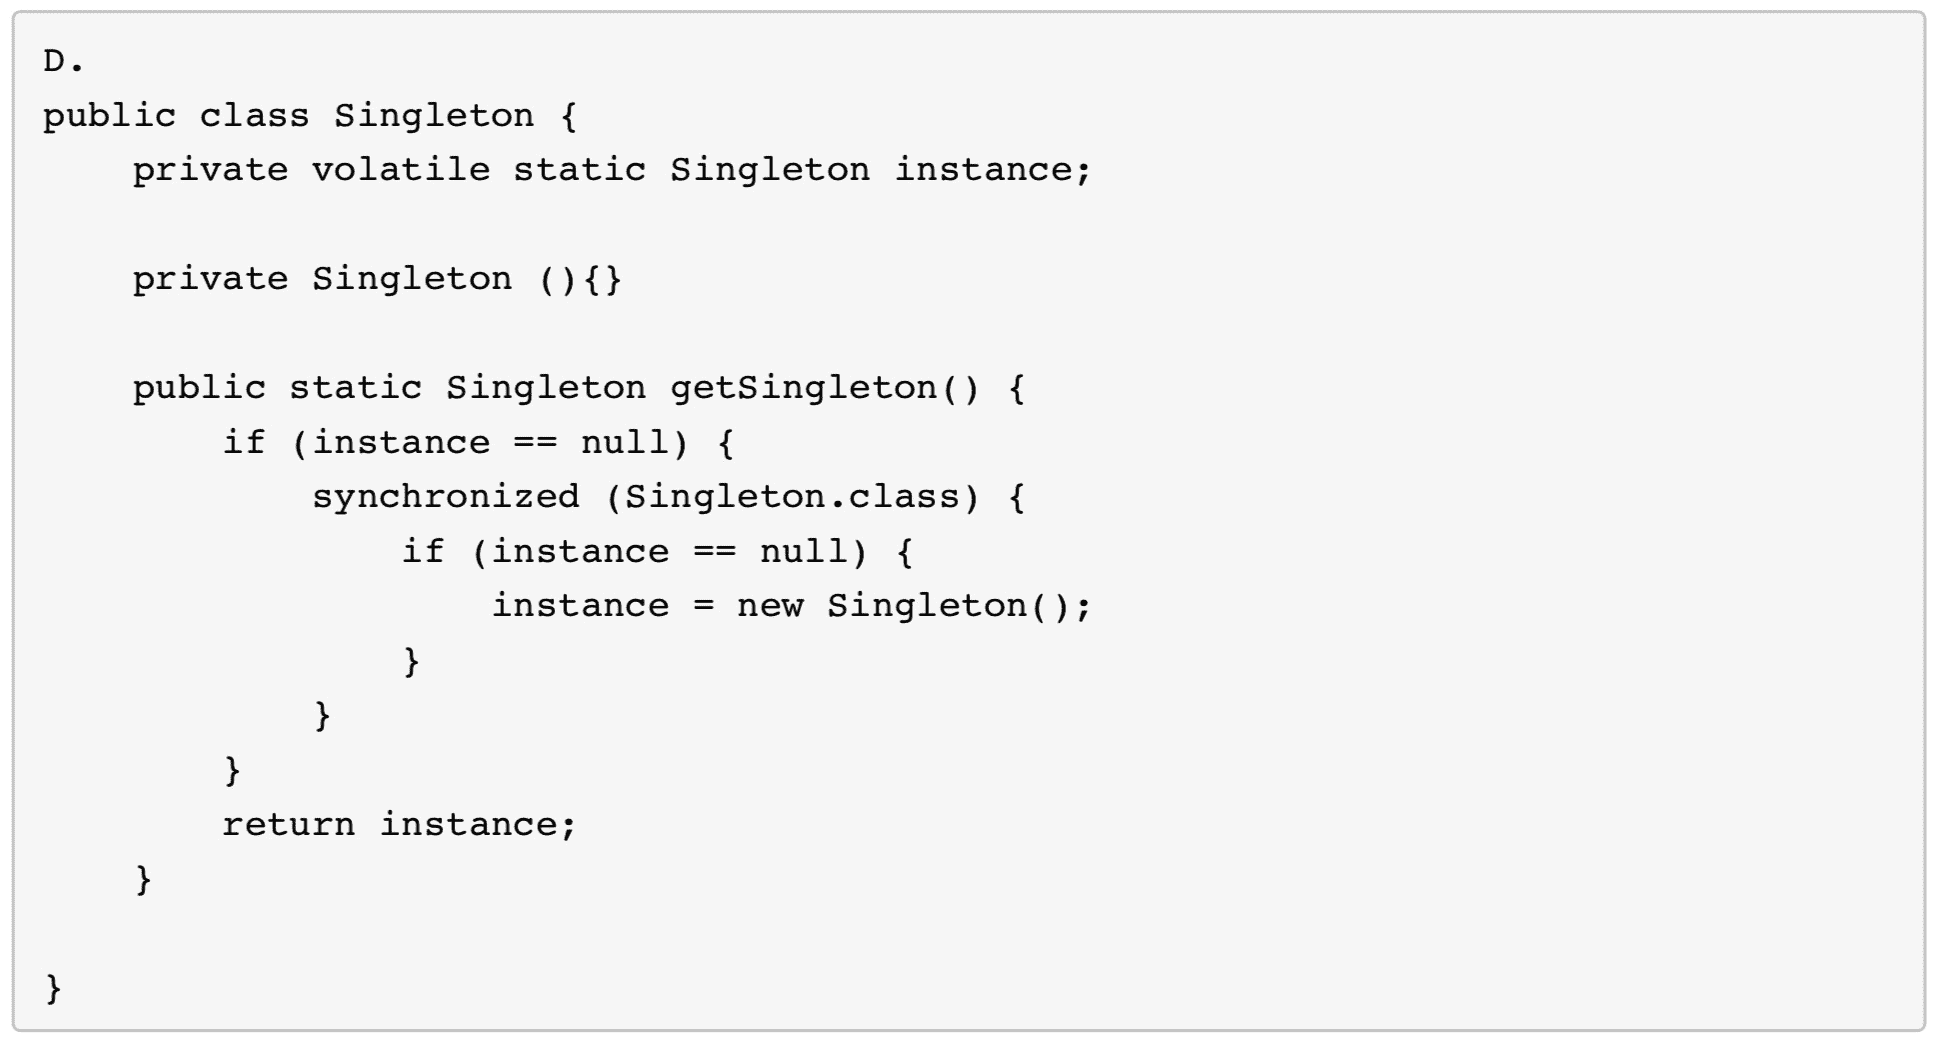 D.
public class Singleton {
    private volatile static Singleton instance;

    private Singleton (){}

    public static Singleton getSingleton() {
        if (instance == null) {
            synchronized (Singleton.class) {
                if (instance == null) {
                    instance = new Singleton();
                }
            }
        }
        return instance;
    }

}